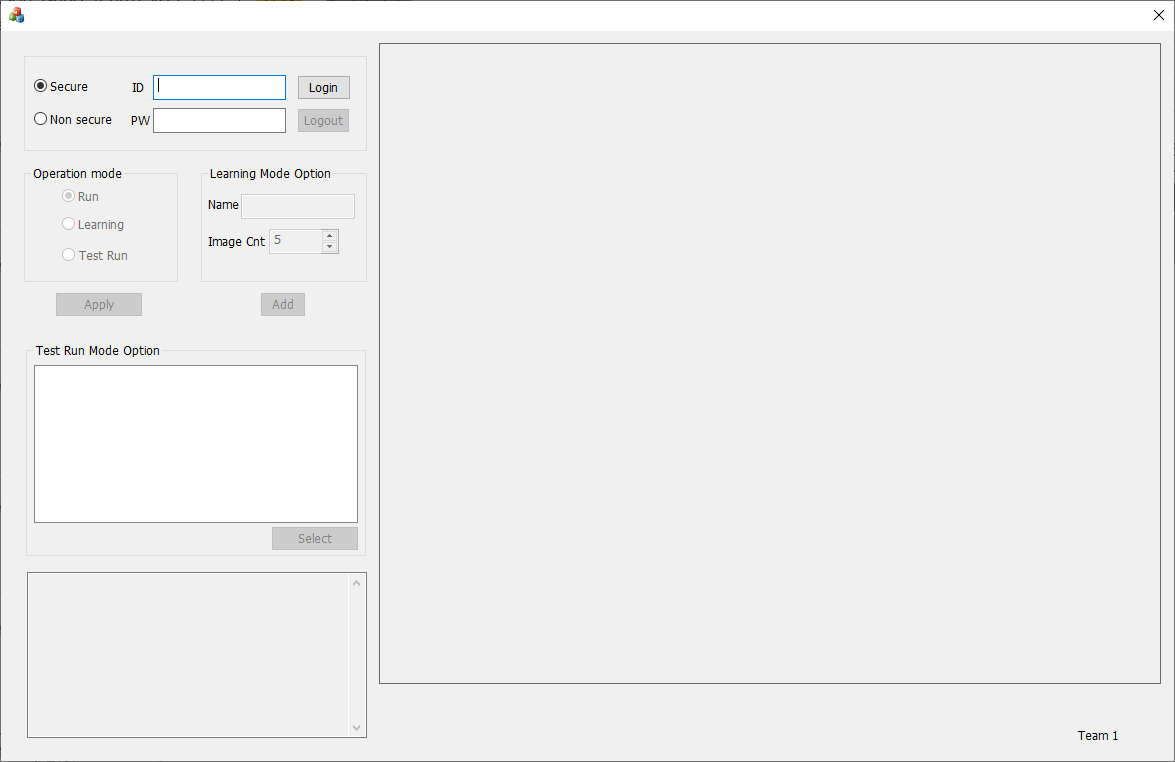 Secure ID Login
Non secure PW Logout
Operation mode
Run
Learning
Test Run
Apply
Learning Mode Option
Name
Image Cnt 5
Add
Test Run Mode Option
Select
Team 1